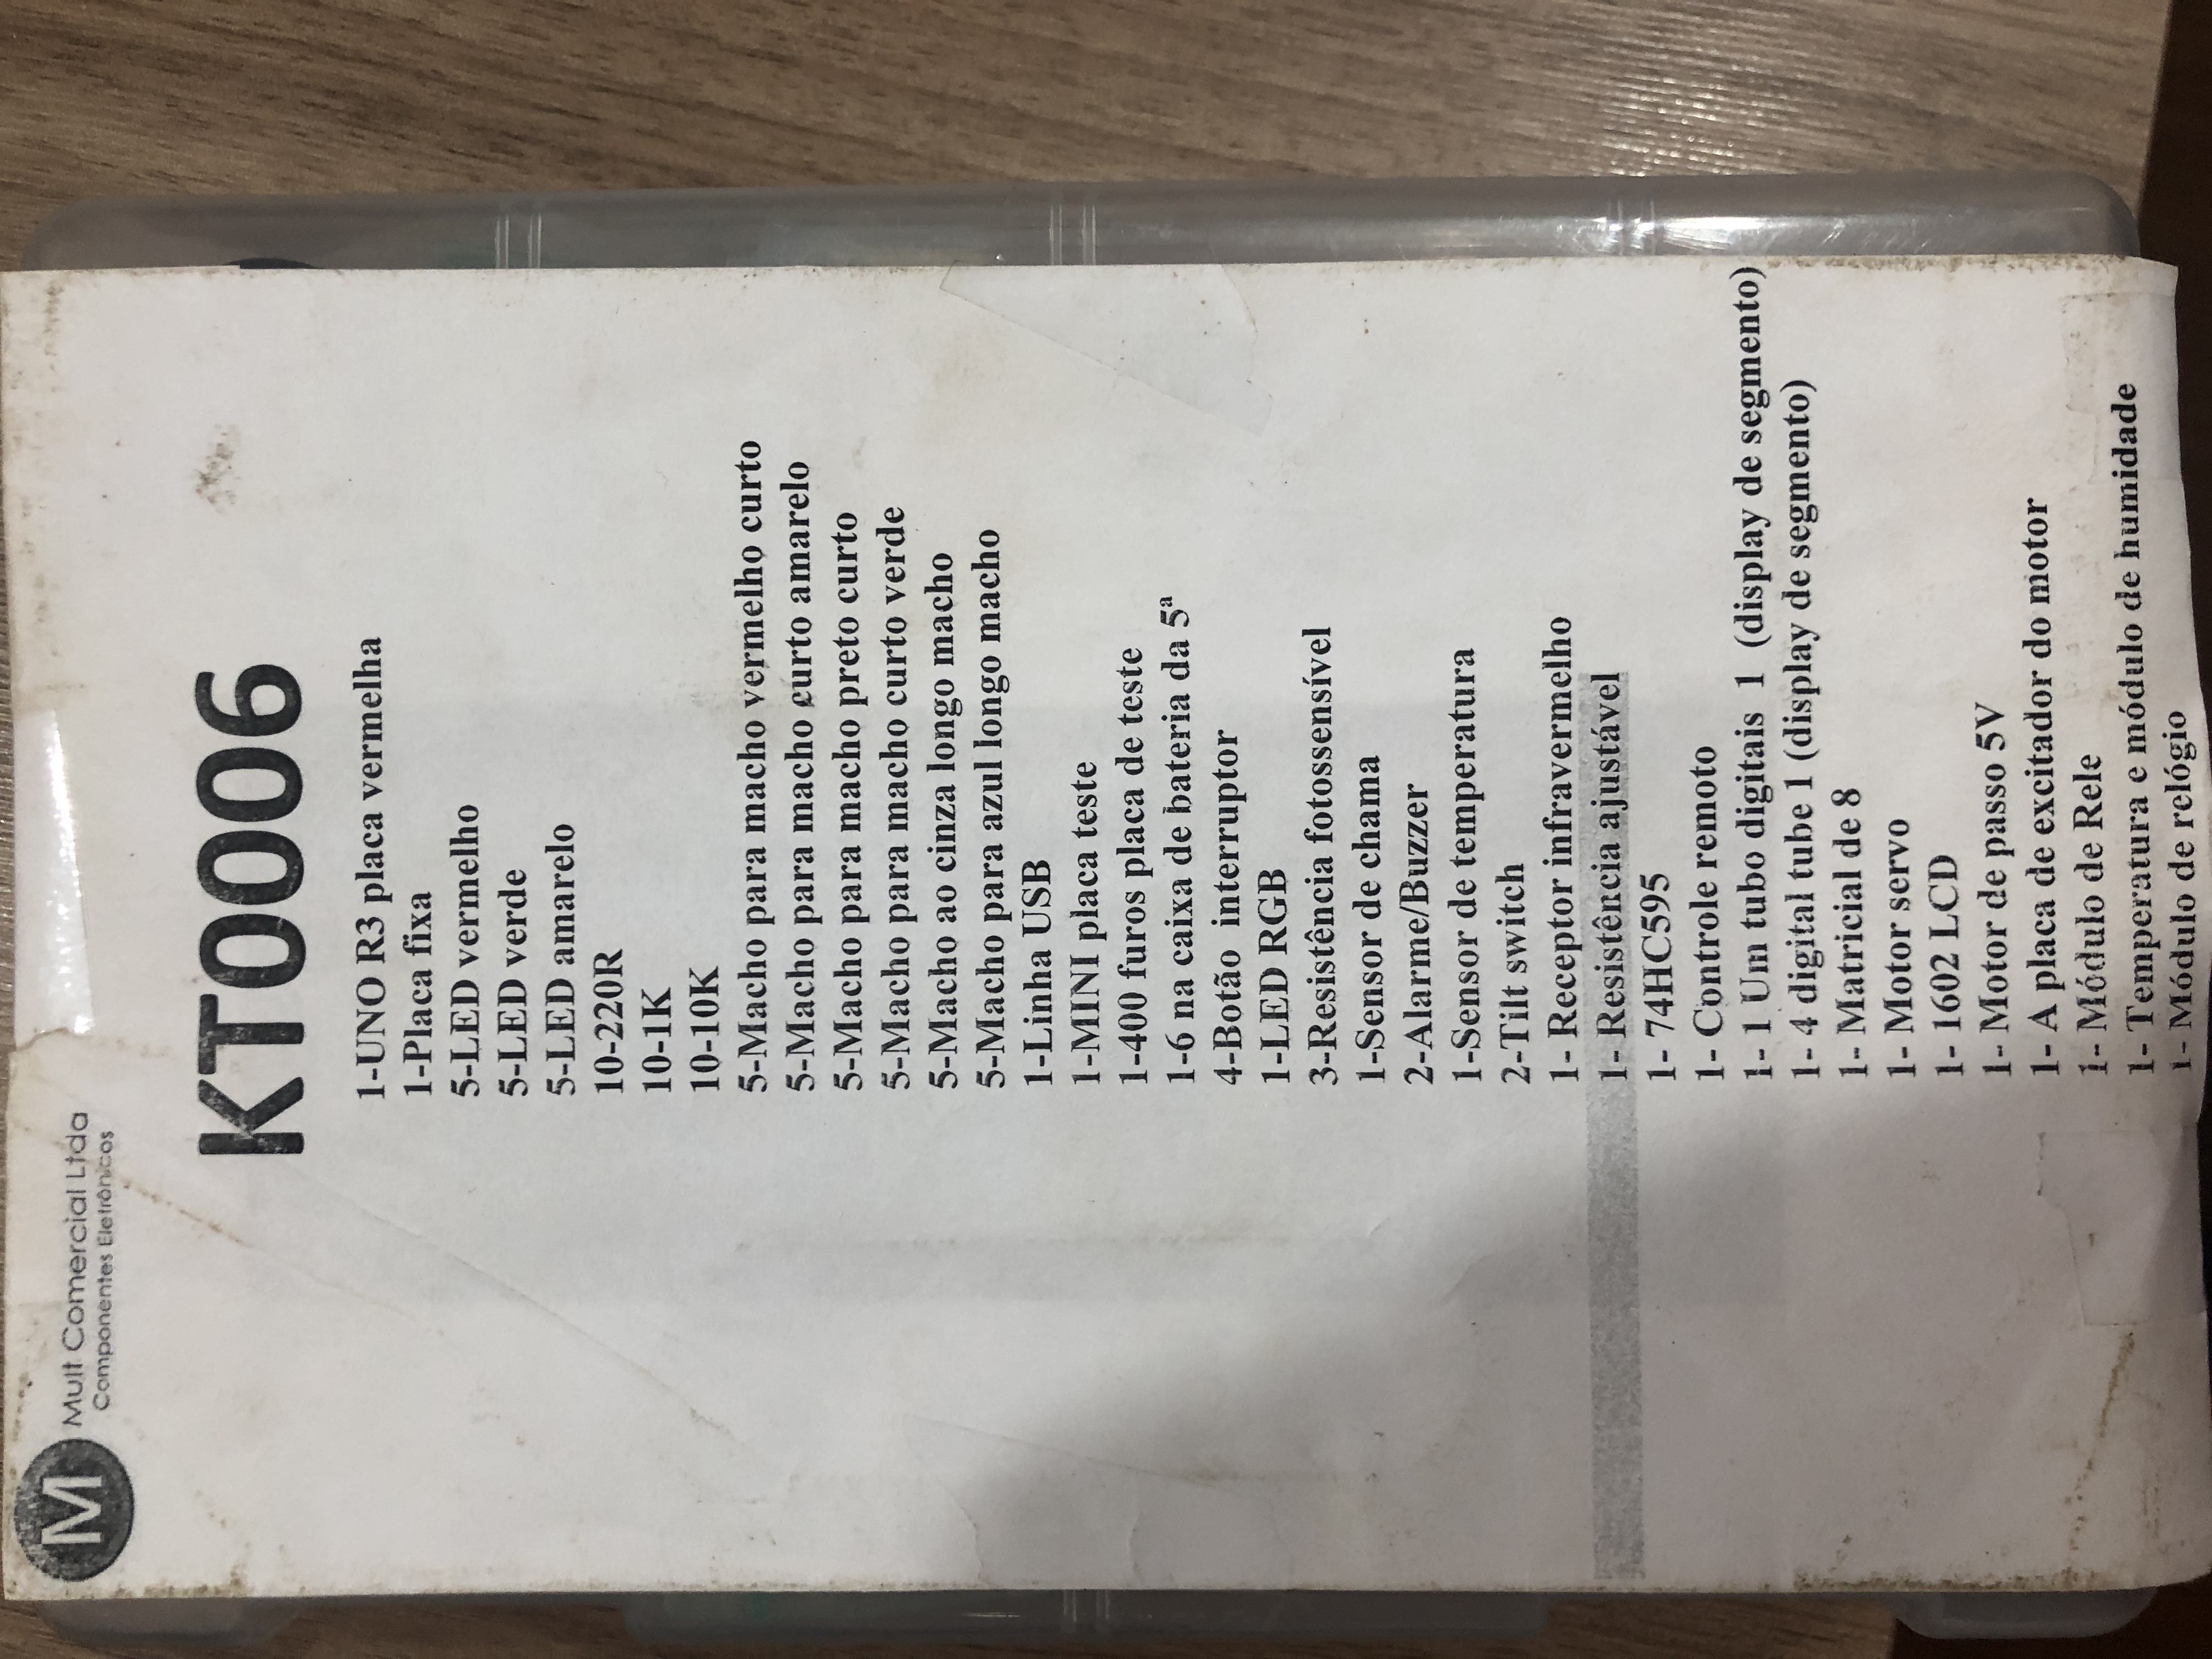 M
Mult Comercial Ltda
Componentes Eletrônicos
KT0006
1-UNO R3 placa vermelha
1-Placa fixa
5-LED vermelho
5-LED verde
5-LED amarelo
10-220R
10-1K
10-10K
5-Macho para macho vermelho curto
5-Macho para macho curto amarelo
5-Macho para macho preto curto
5-Macho para macho curto verde
5-Macho ao cinza longo macho
5-Macho para azul longo macho
1-Linha USB
1-MINI placa teste
1-400 furos placa de teste
1-6 na caixa de bateria da 5ª
4-Botão  interruptor
1-LED RGB
3-Resistência fotossensível
1-Sensor de chama
2-Alarme/Buzzer
1-Sensor de temperatura
2-Tilt switch
1- Receptor infravermelho
1- Resistência ajustável
1- 74HC595
1- Controle remoto
1- 1 Um tubo digitais  1  (display de segmento)
1- 4 digital tube 1 (display de segmento)
1- Matricial de 8
1- Motor servo
1- 1602 LCD
1- Motor de passo 5V
1- A placa de excitador do motor
1- Módulo de Rele
1- Temperatura e módulo de humidade
1- Módulo de relógio